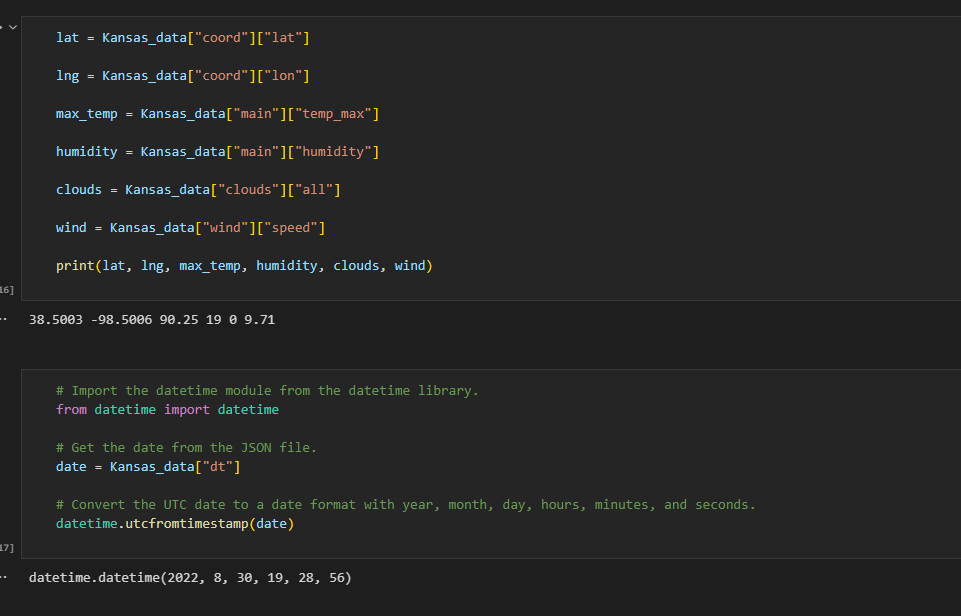 lat = Kansas_data["coord"]["lat"]
lng = Kansas_data["coord"]["lon"]
max_temp = Kansas_data["main"]["temp_max"]
humidity = Kansas_data["main"]["humidity"]
clouds = Kansas_data["clouds"]["all"]
wind = Kansas_data["wind"]["speed"]
print(lat, lng, max_temp, humidity, clouds, wind)
16]
38.5003 -98.5006 90.25 19 0 9.71
# Import the datetime module from the datetime library.
from datetime import datetime
# Get the date from the JSON file.
date = Kansas_data["dt"]
# Convert the UTC date to a date format with year, month, day, hours, minutes, and seconds.
datetime.utcfromtimestamp(date)
17]
datetime.datetime(2022, 8, 30, 19, 28, 56)